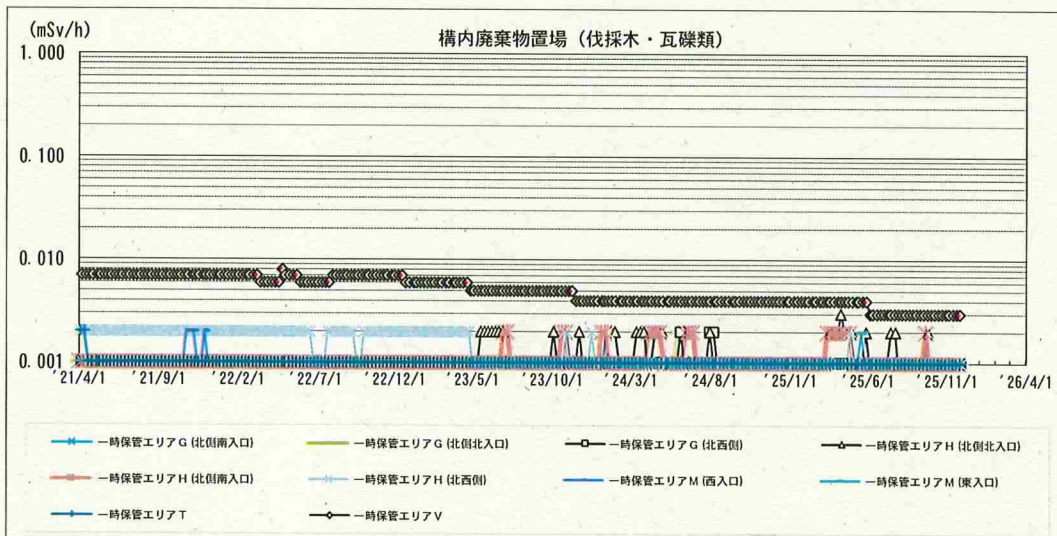 (mSv/h)
構内廃棄物置場（伐採木・瓦礫類）
1.000
0.100
0.010
0.001
'21/4/1 '21/9/1 '22/2/1 '22/7/1 '22/12/1 '23/5/1 '23/10/1 '24/3/1 '24/8/1 '25/1/1 '25/6/1 '25/11/1 '26/4/1
一時保管エリアＧ(北側南入口) 一時保管エリアＧ(北側北入口) 一時保管エリアＧ(北西側) 一時保管エリアＨ(北側北入口)
一時保管エリアＨ(北側南入口) 一時保管エリアＨ(北西側) 一時保管エリアＭ(西入口) 一時保管エリアＭ(東入口)
一時保管エリアＴ 一時保管エリアＶ